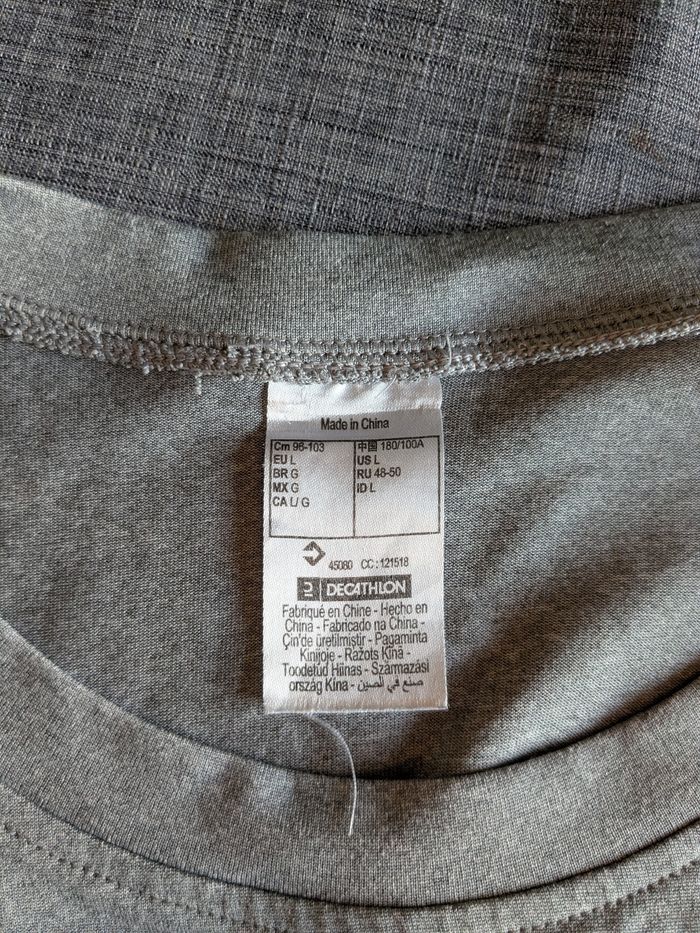 Made in China
Cm 96-103
EU L
BR G
MX G
CA L/ G
中国 180/100A
US L
RU 48-50
ID L
45080 CC : 121518
DECATHLON
Fabriqué en Chine - Hecho en
China - Fabricado na China -
Çin'de üretilmiştir - Pagaminta
Kinijoje - Ražots Ķīnā -
Toodetud Hiinas - Származási
ország Kína - صنع في الصين